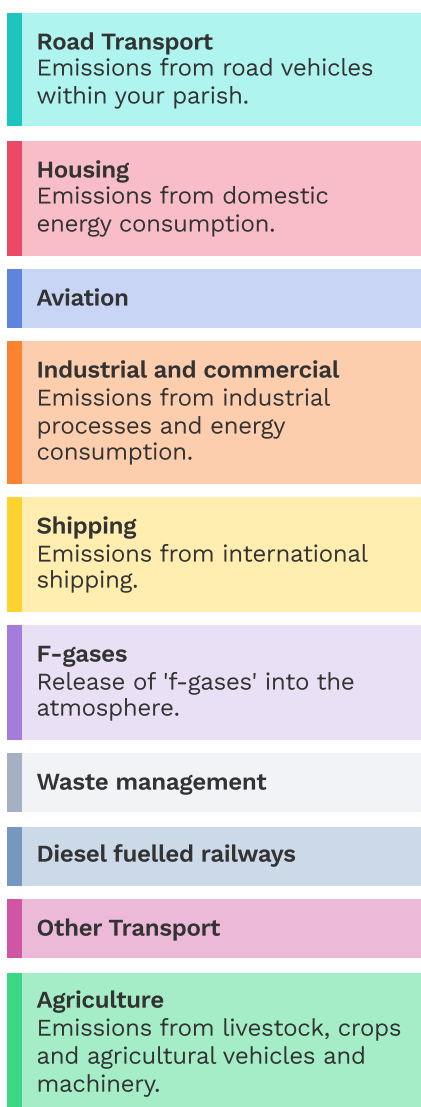 Road Transport
Emissions from road vehicles
within your parish.
Housing
Emissions from domestic
energy consumption.
Aviation
Industrial and commercial
Emissions from industrial
processes and energy
consumption.
Shipping
Emissions from international
shipping.
F-gases
Release of 'f-gases' into the
atmosphere.
Waste management
Diesel fuelled railways
Other Transport
Agriculture
Emissions from livestock, crops
and agricultural vehicles and
machinery.